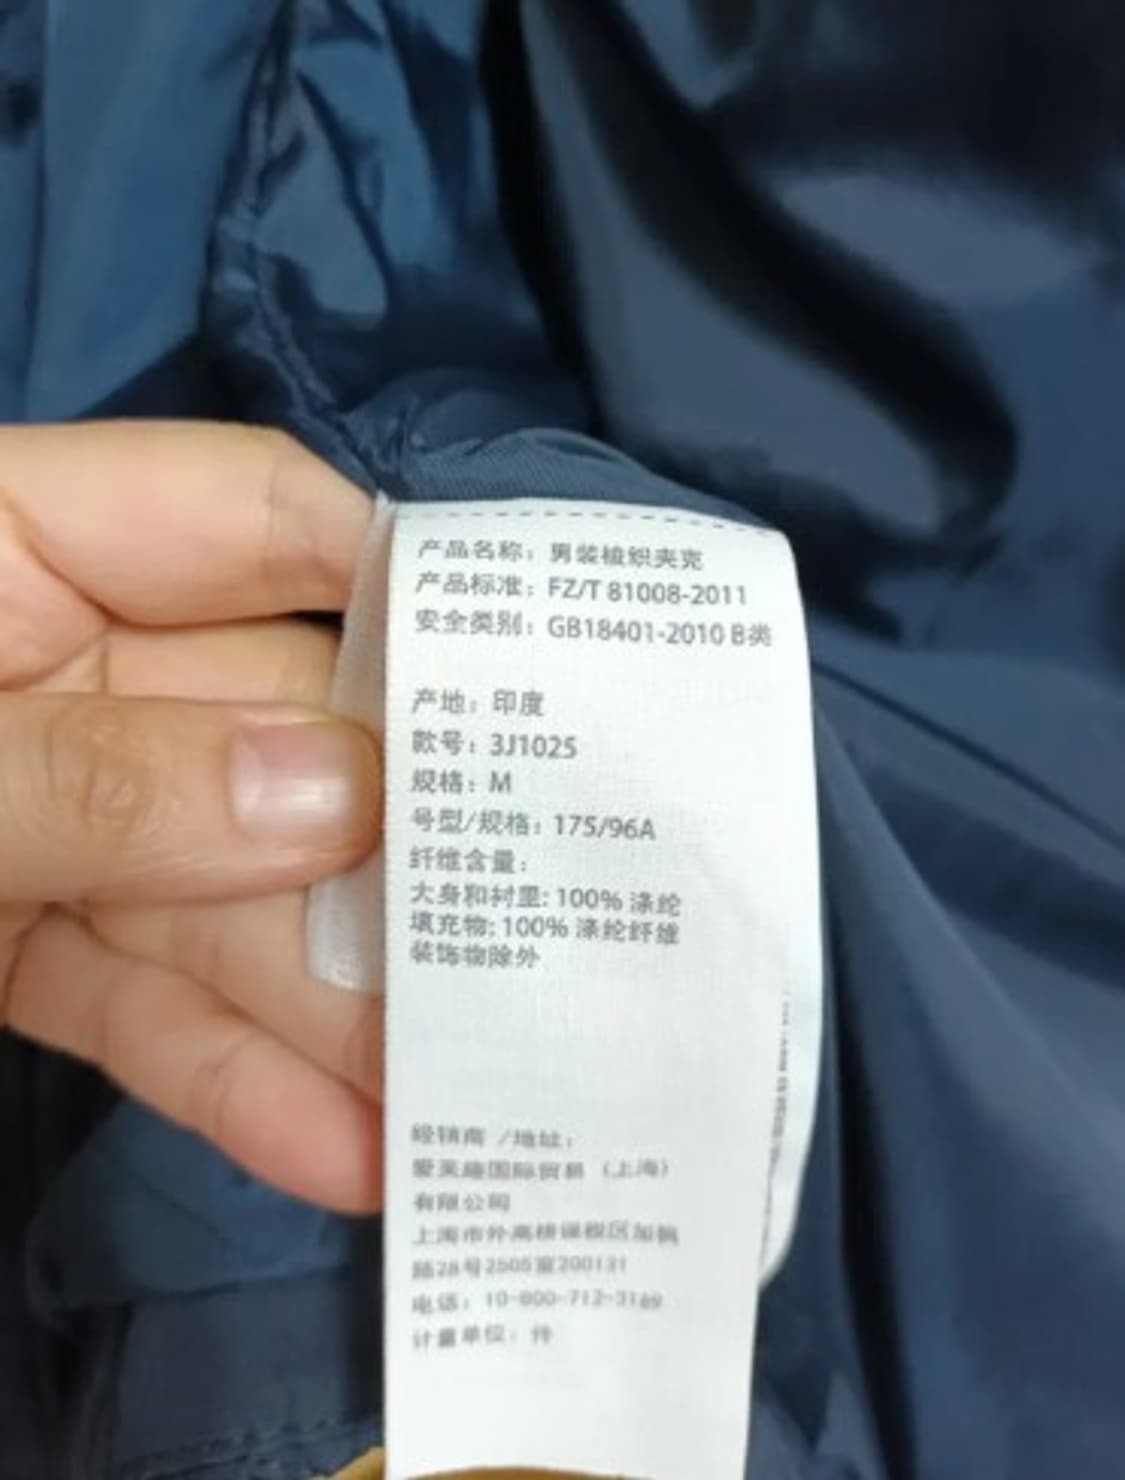 产品名称：男装梭织夹克
产品标准：FZ/T 81008-2011
安全类别：GB18401-2010 B类
产地：印度
款号：3J1025
规格：M
号型/规格：175/96A
纤维含量：
大身和衬里: 100% 涤纶
填充物: 100% 涤纶纤维
装饰物除外
经销商 /地址：
国际贸易（上海）
有限公司
上海市外高桥保税区加枫
路28号2505室200131
电话：10-800-712-3169
计量单位：件